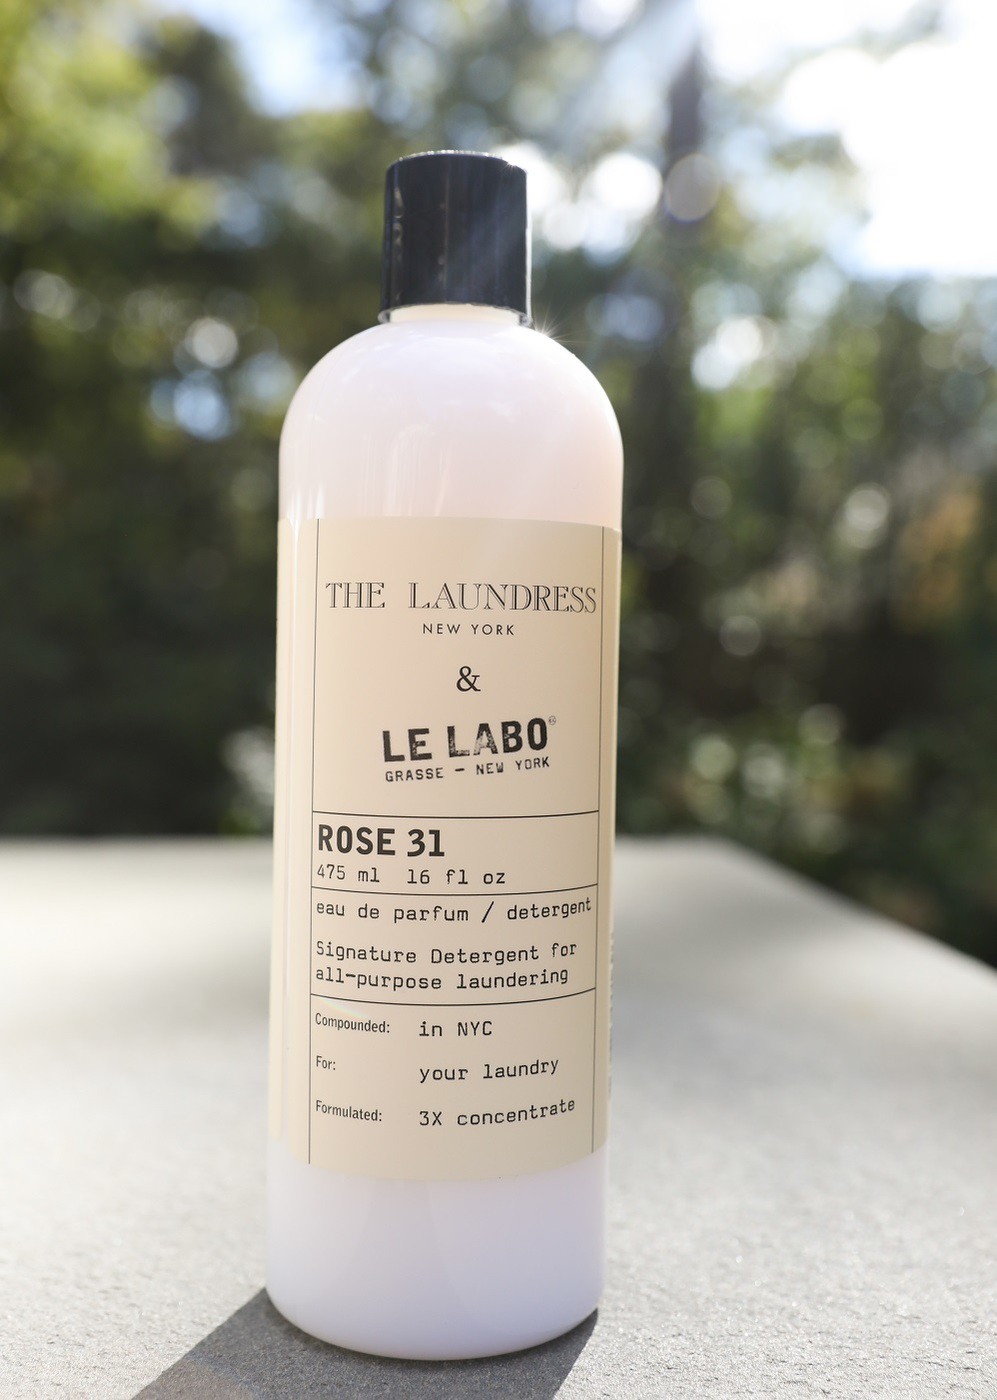 THE LAUNDRESS
NEW YORK
&
LE LABO®
GRASSE – NEW YORK
ROSE 31
475 ml 16 fl oz
eau de parfum / detergent
Signature Detergent for
all-purpose laundering
Compounded: in NYC
For: your laundry
Formulated: 3X concentrate